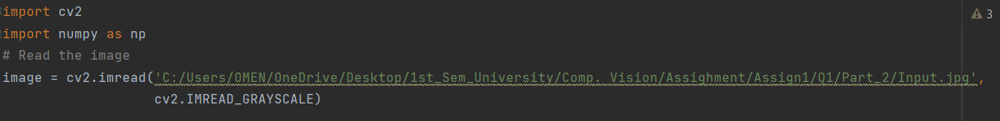 import cv2
import numpy as np
# Read the image
image = cv2.imread('C:/Users/OMEN/OneDrive/Desktop/1st_Sem_University/Comp. Vision/Assighment/Assign1/Q1/Part_2/Input.jpg',
cv2.IMREAD_GRAYSCALE)
3